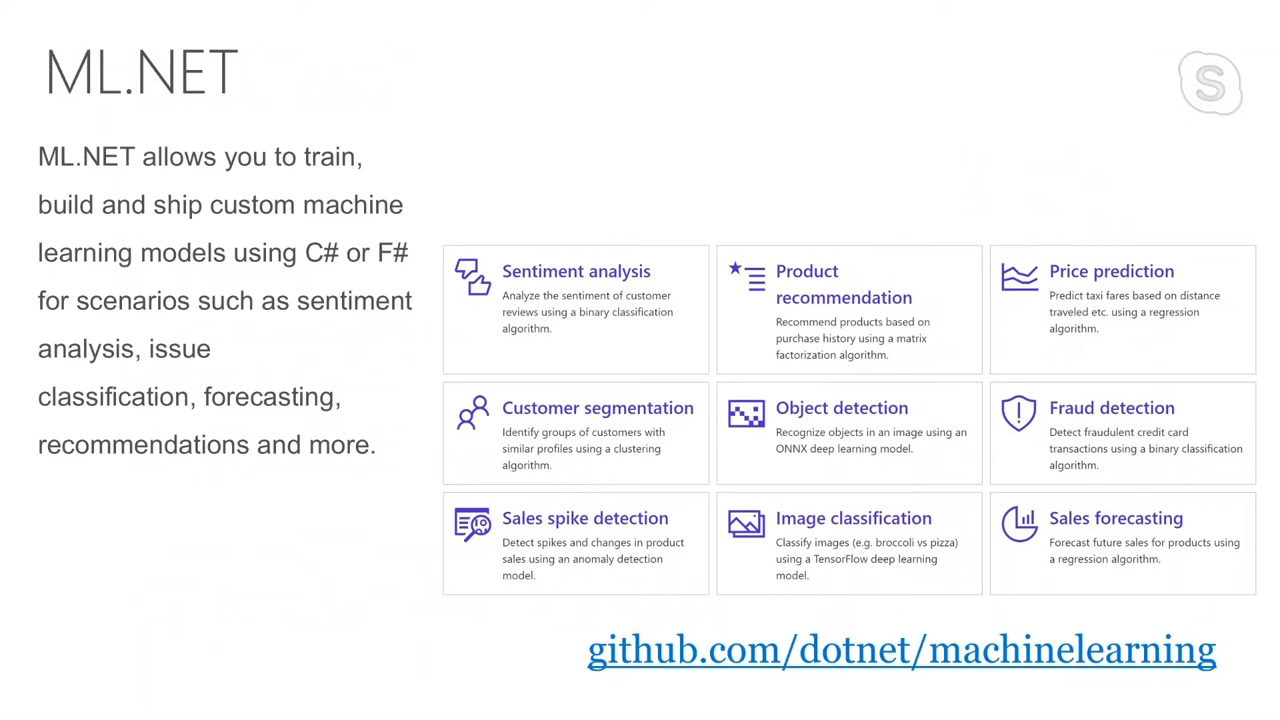 ML.NET
S
ML.NET allows you to train,
build and ship custom machine
learning models using C# or F#
for scenarios such as sentiment
analysis, issue
classification, forecasting,
recommendations and more.
Sentiment analysis
Analyze the sentiment of customer
reviews using a binary classification
algorithm.
Product
recommendation
Recommend products based on
purchase history using a matrix
factorization algorithm.
Price prediction
Predict taxi fares based on distance
traveled etc. using a regression
algorithm.
Customer segmentation
Identify groups of customers with
similar profiles using a clustering
algorithm.
Object detection
Recognize objects in an image using an
ONNX deep learning model.
Fraud detection
Detect fraudulent credit card
transactions using a binary classification
algorithm.
Sales spike detection
Detect spikes and changes in product
sales using an anomaly detection
model.
Image classification
Classify images (e.g. broccoli vs pizza)
using a TensorFlow deep learning
model.
Sales forecasting
Forecast future sales for products using
a regression algorithm.
github.com/dotnet/machinelearning